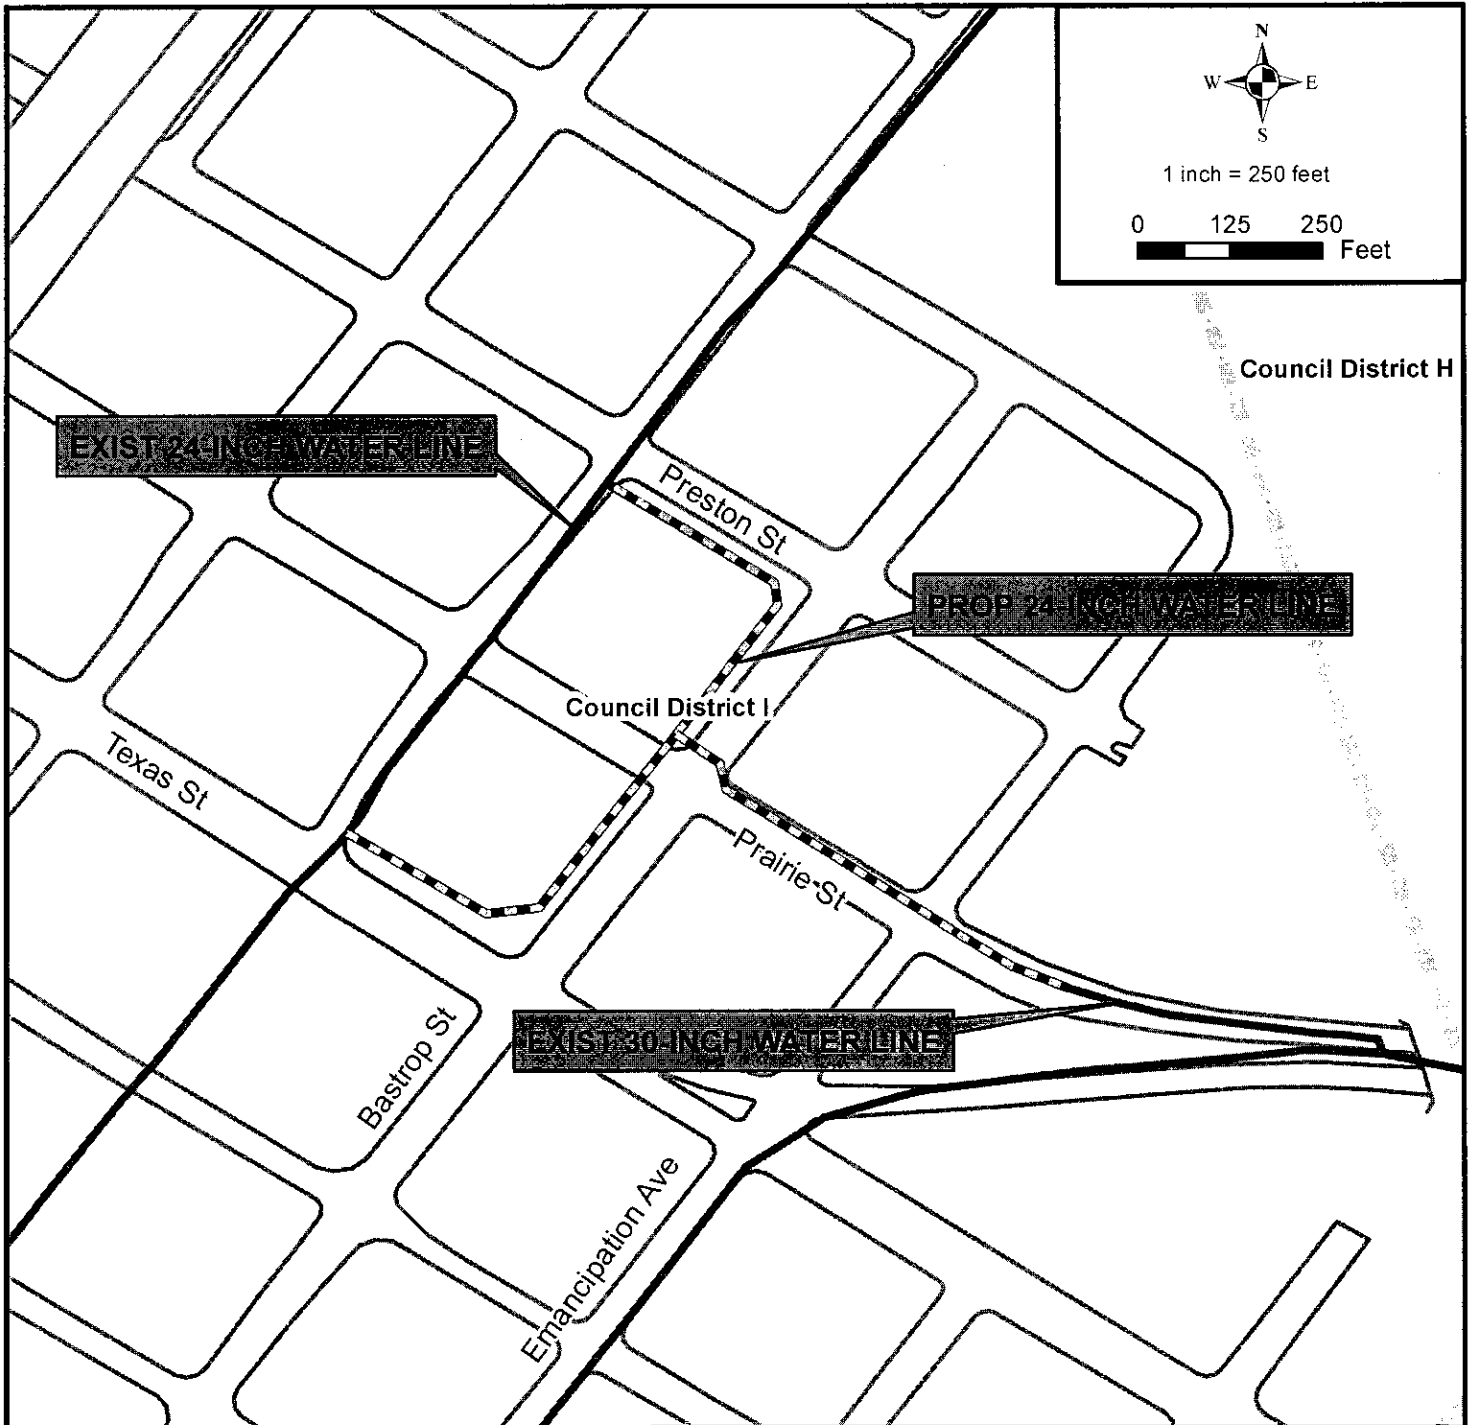 N
W E
S
1 inch = 250 feet
0 125 250
Feet
Council District H
EXIST 24-INCH WATER LINE
Preston St
PROP 24-INCH WATER LINE
Council District I
Texas St
Prairie St
Bastrop St
EXIST 30-INCH WATER LINE
Emancipation Ave